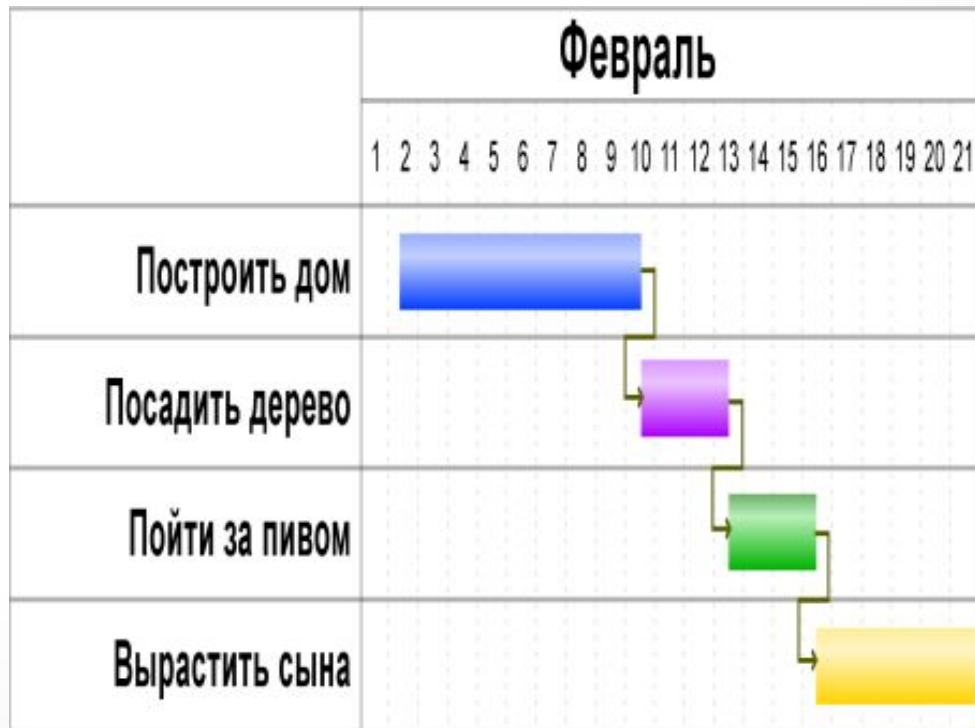 Февраль
1 2 3 4 5 6 7 8 9 10 11 12 13 14 15 16 17 18 19 20 21
Построить дом
Посадить дерево
Пойти за пивом
Вырастить сына